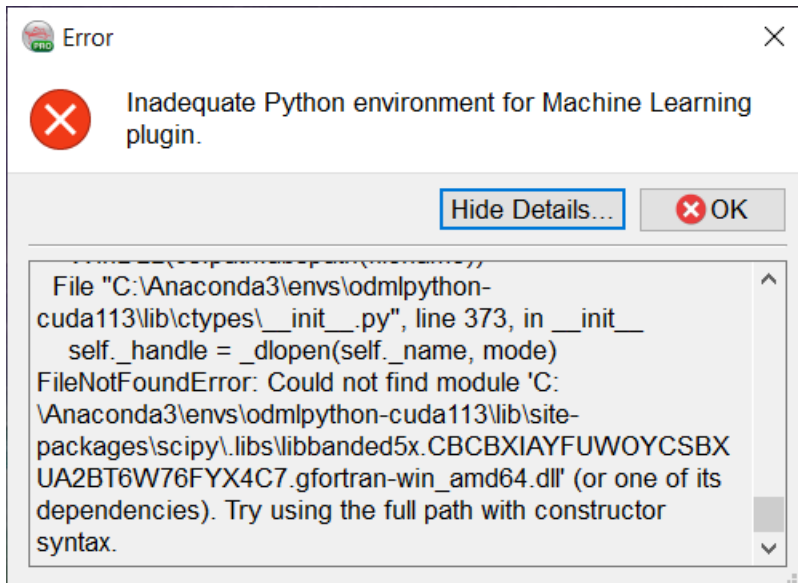 Error
Inadequate Python environment for Machine Learning
plugin.
Hide Details...
OK
File "C:\Anaconda3\envs\odmlpython-
cuda113\lib\ctypes\__init__.py", line 373, in __init__
self._handle = _dlopen(self._name, mode)
FileNotFoundError: Could not find module 'C:
\Anaconda3\envs\odmlpython-cuda113\lib\site-
packages\scipy\.libs\libbanded5x.CBCBXIAYFUWOYCSBX
UA2BT6W76FYX4C7.gfortran-win_amd64.dll' (or one of its
dependencies). Try using the full path with constructor
syntax.